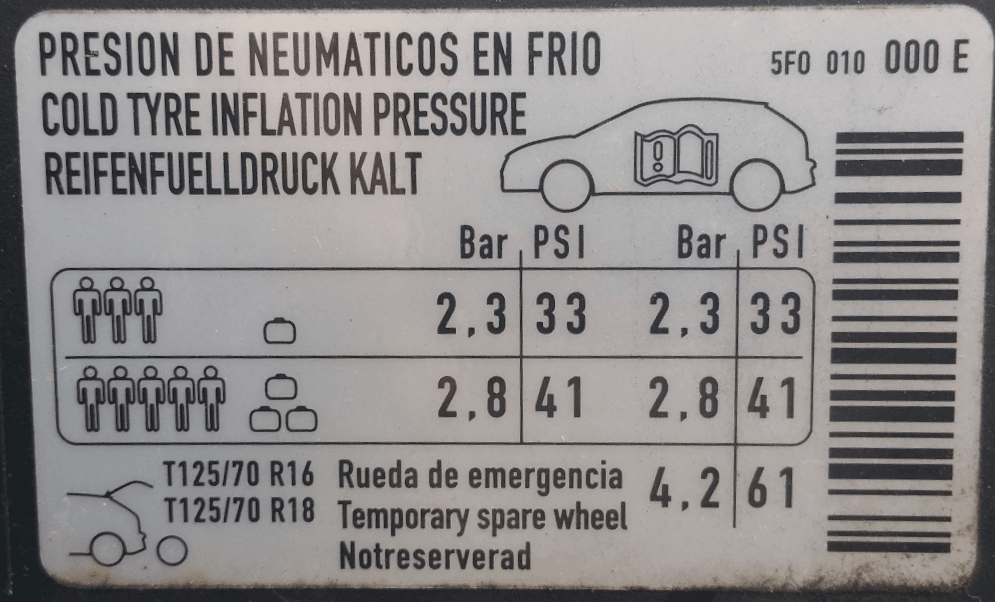 PRESION DE NEUMATICOS EN FRIO
5F0 010 000 E
COLD TYRE INFLATION PRESSURE
REIFENFUELLDRUCK KALT
Bar PSI Bar PSI
2,3 33 2,3 33
2,8 41 2,8 41
T125/70 R16 Rueda de emergencia
4,2 61
T125/70 R18 Temporary spare wheel
Notreserverad